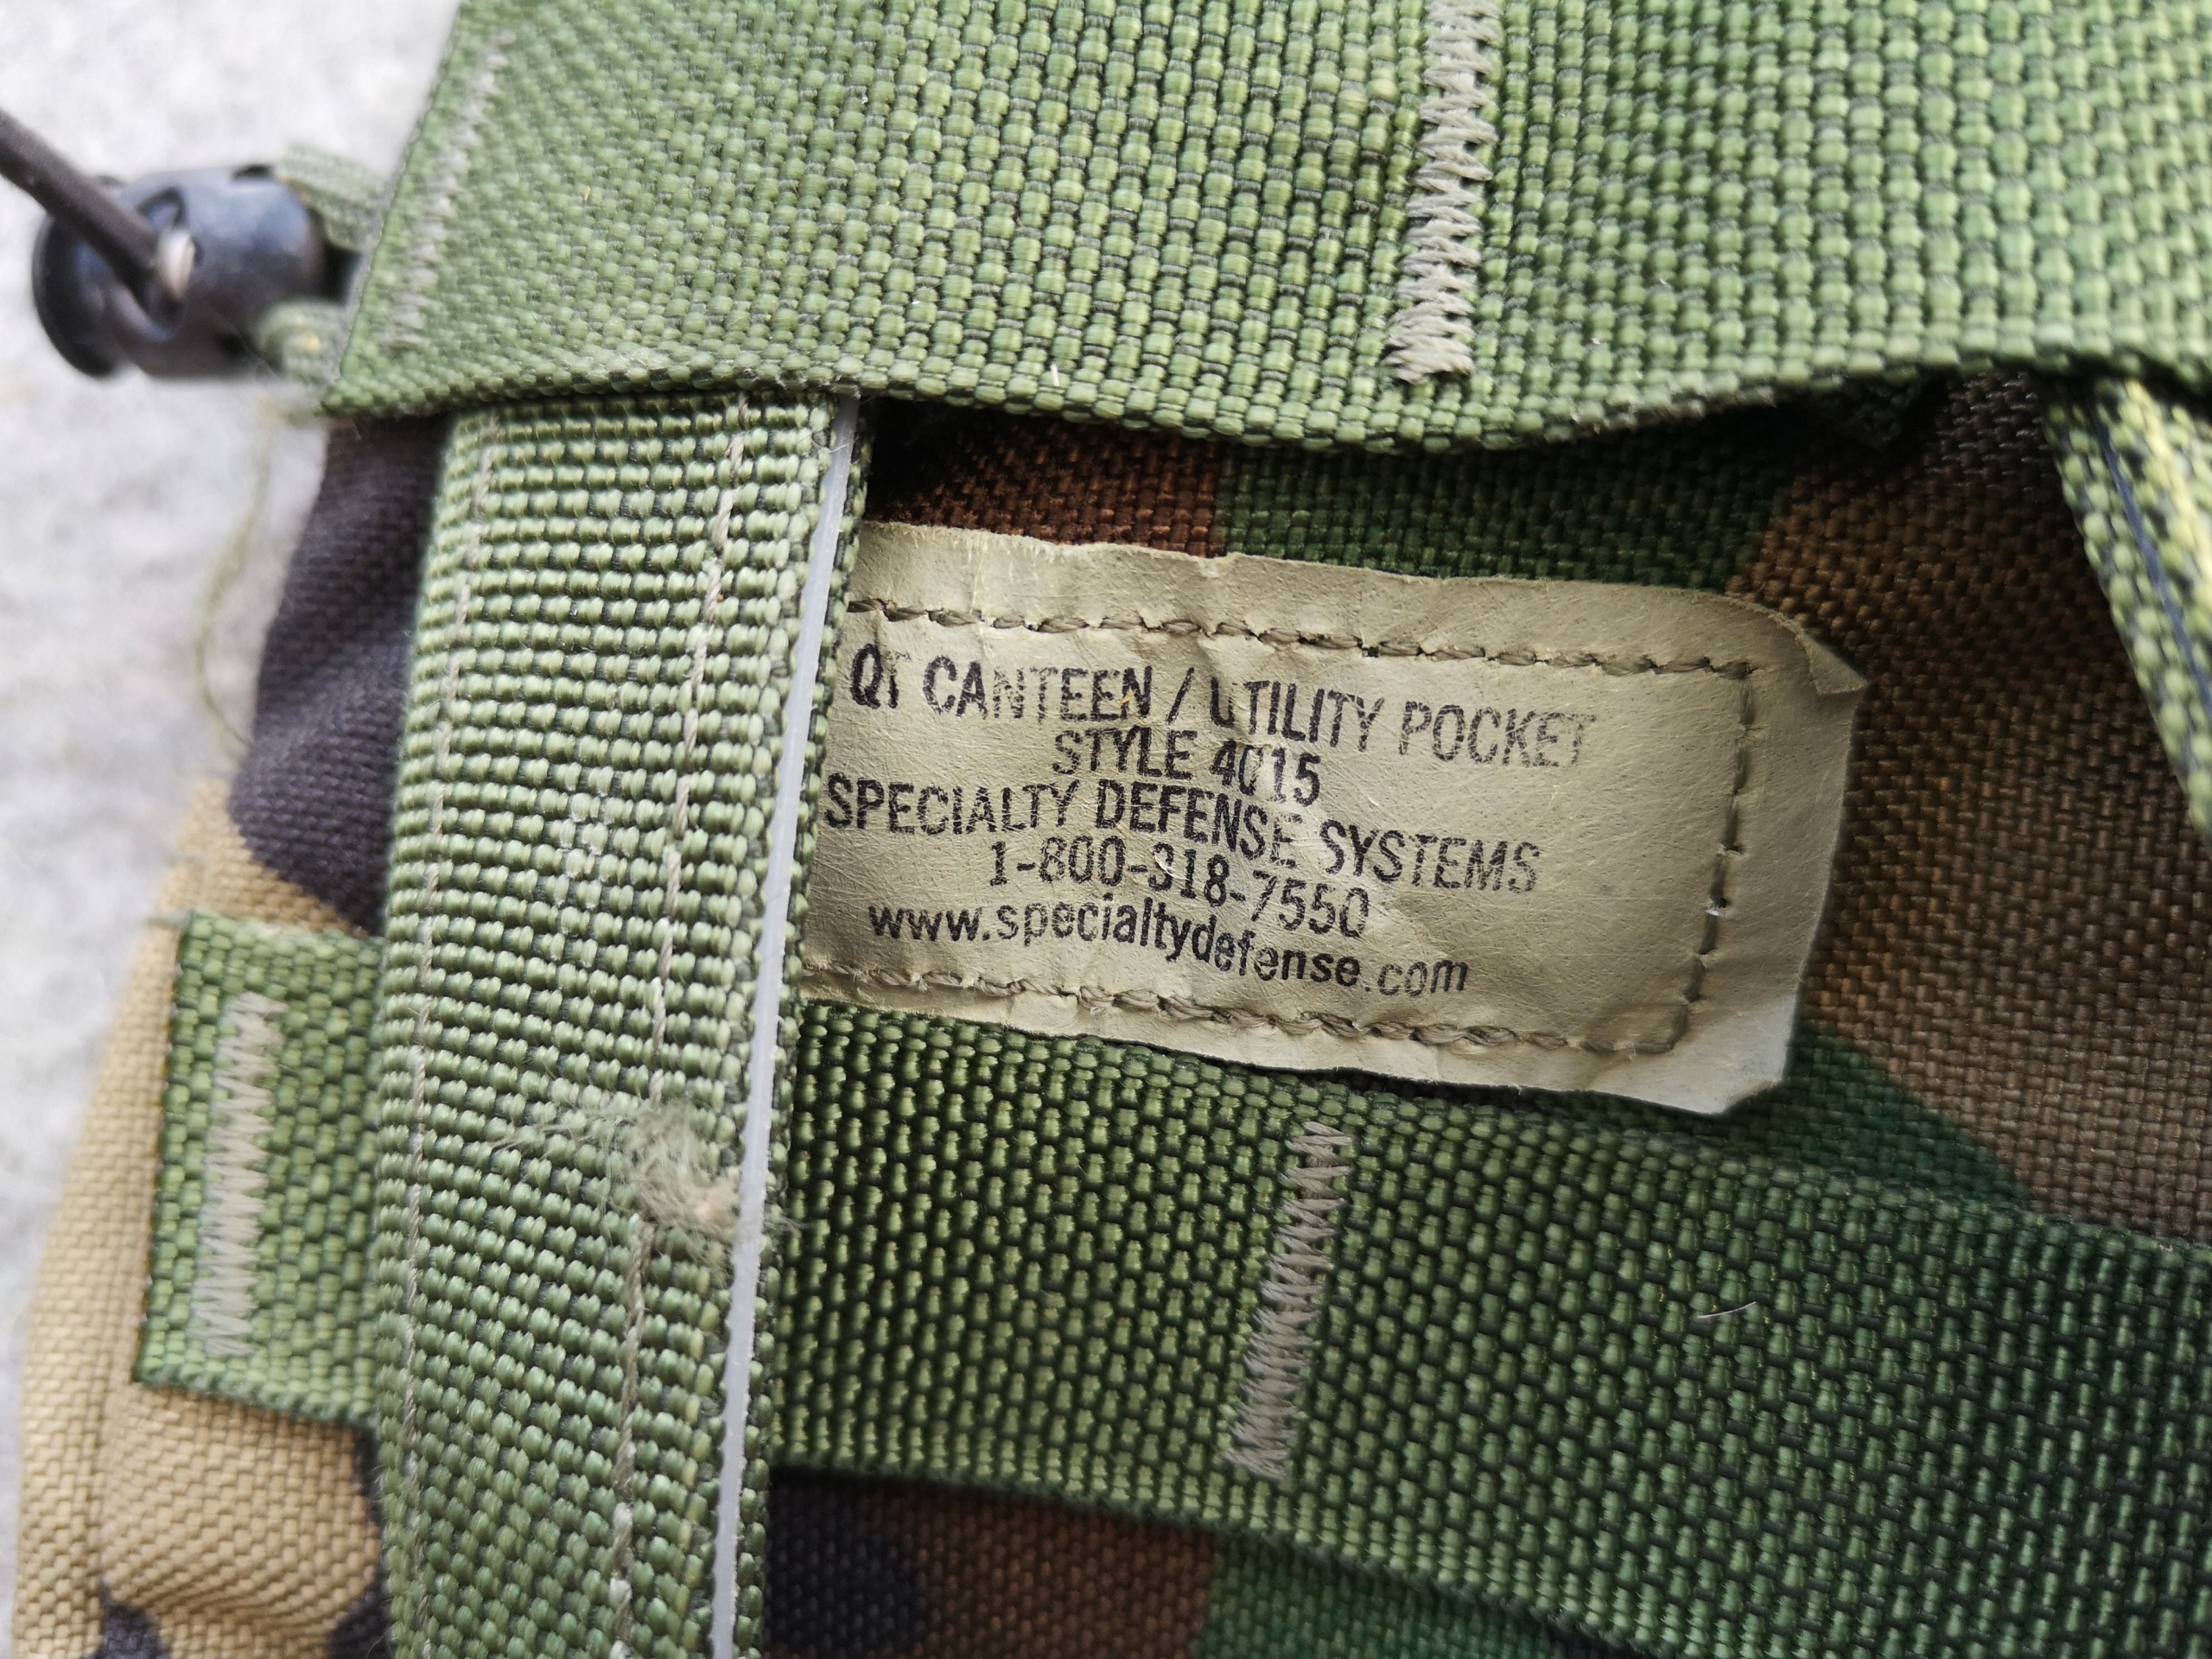 QT CANTEEN / UTILITY POCKET
STYLE 4015
SPECIALTY DEFENSE SYSTEMS
1-800-318-7550
www.specialtydefense.com